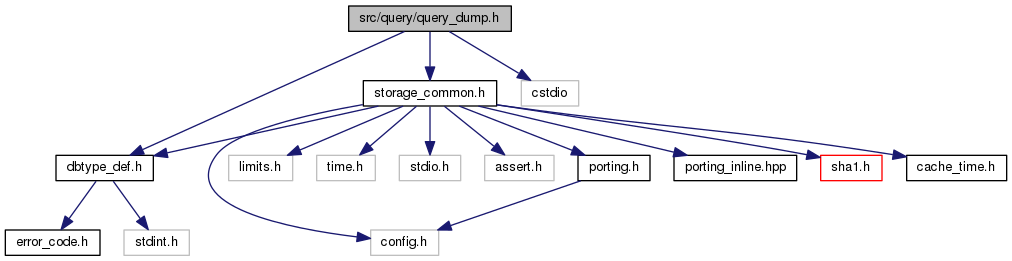 src/query/query_dump.h
storage_common.h
cstdio
dbtype_def.h
limits.h
time.h
stdio.h
assert.h
porting.h
porting_inline.hpp
sha1.h
cache_time.h
error_code.h
stdint.h
config.h